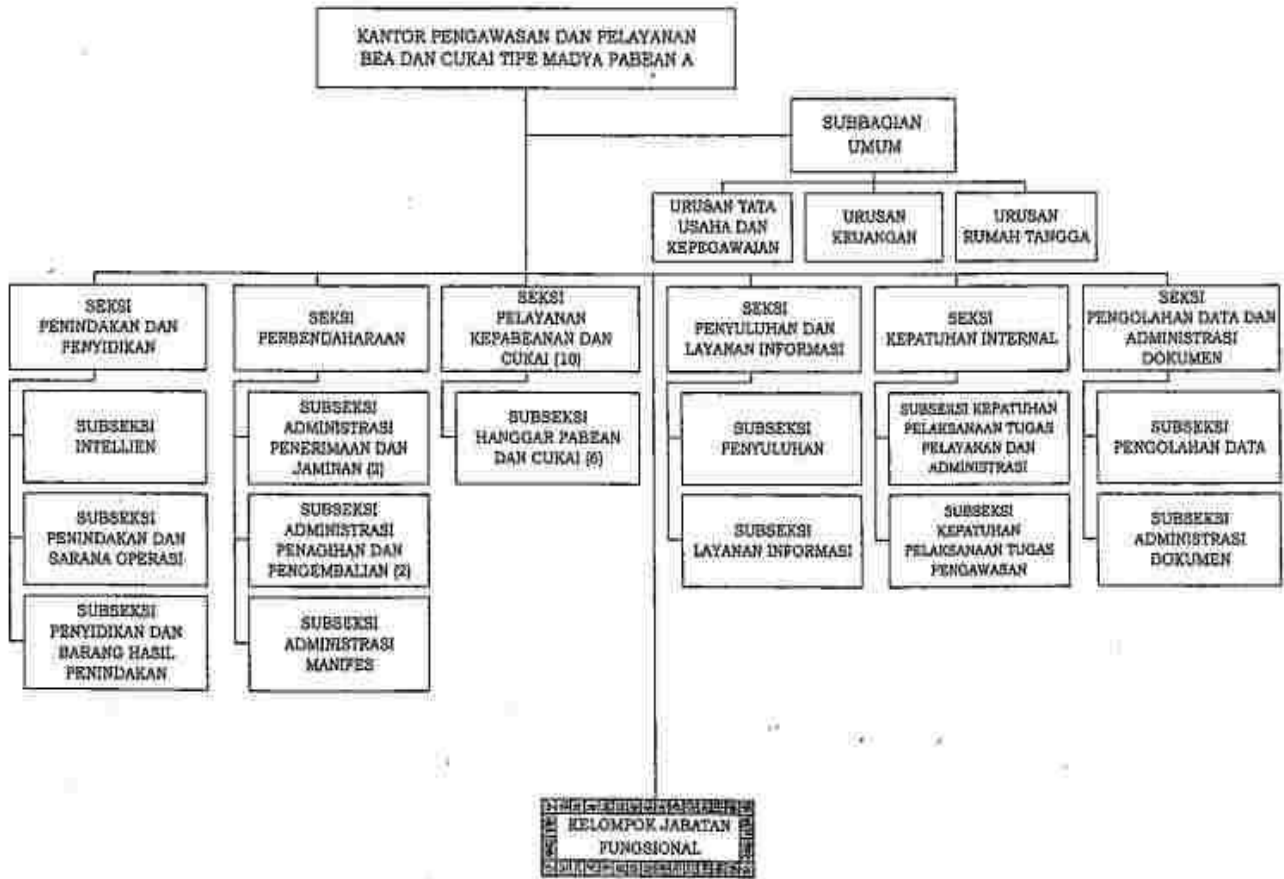 KANTOR PENGAWASAN DAN PELAYANAN
BEA DAN CUKAI TIPE MADYA PABEAN A
SUBBAGIAN
UMUM
URUSAN TATA
USAHA DAN
KEPEGAWAIAN
URUSAN
KEUANGAN
URUSAN
RUMAH TANGGA
SEKSI
PENINDAKAN DAN
PENYIDIKAN
SEKSI
PERBENDAHARAAN
SEKSI
PELAYANAN
KEPABEANAN DAN
CUKAI (10)
SEKSI
PENYULUHAN DAN
LAYANAN INFORMASI
SEKSI
KEPATUHAN INTERNAL
SEKSI
PENGOLAHAN DATA DAN
ADMINISTRASI
DOKUMEN
SUBSEKSI
INTELIJEN
SUBSEKSI
ADMINISTRASI
PENERIMAAN DAN
JAMINAN (2)
SUBSEKSI
HANGGAR PABEAN
DAN CUKAI (6)
SUBSEKSI
PENYULUHAN
SUBSEKSI KEPATUHAN
PELAKSANAAN TUGAS
PELAYANAN DAN
ADMINISTRASI
SUBSEKSI
PENGOLAHAN DATA
SUBSEKSI
PENINDAKAN DAN
SARANA OPERASI
SUBSEKSI
ADMINISTRASI
PENAGIHAN DAN
PENGEMBALIAN (2)
SUBSEKSI
LAYANAN INFORMASI
SUBSEKSI
KEPATUHAN
PELAKSANAAN TUGAS
PENGAWASAN
SUBSEKSI
ADMINISTRASI
DOKUMEN
SUBSEKSI
PENYIDIKAN DAN
BARANG HASIL
PENINDAKAN
SUBSEKSI
ADMINISTRASI
MANIFES
KELOMPOK JABATAN
FUNGSIONAL